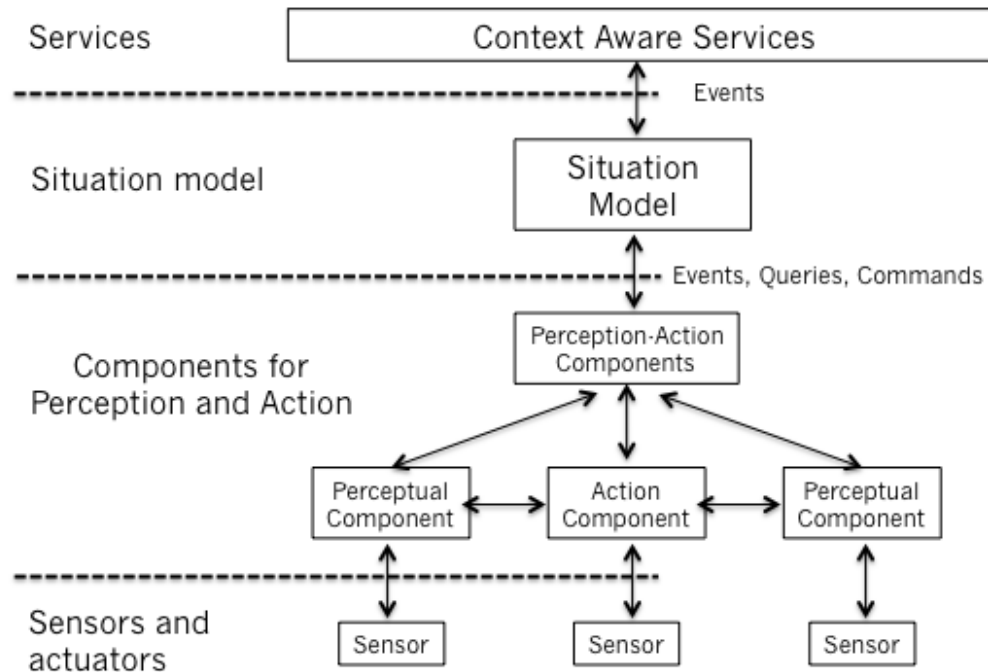 Services
Context Aware Services
Events
Situation model
Situation
Model
Events, Queries, Commands
Perception-Action
Components
Components for
Perception and Action
Perceptual
Component
Action
Component
Perceptual
Component
Sensors and
actuators
Sensor
Sensor
Sensor